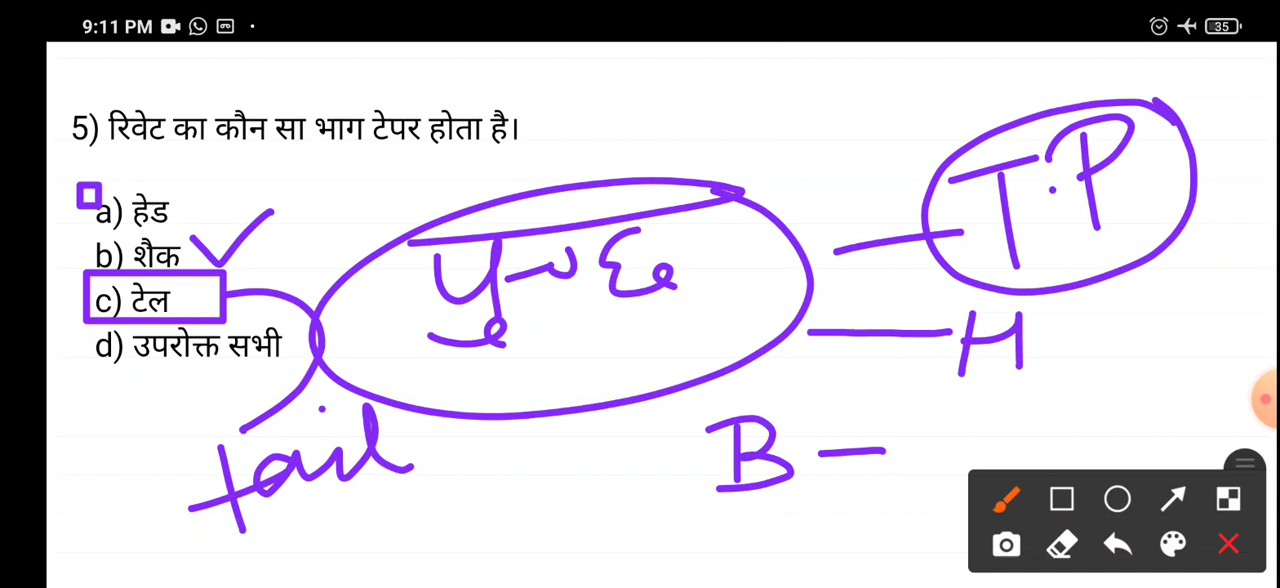 9:11 PM
35
5) रिवेट का कौन सा भाग टेपर होता है।
a) हेड
b) शैक
c) टेल
d) उपरोक्त सभी
T.P
H
B -
tail